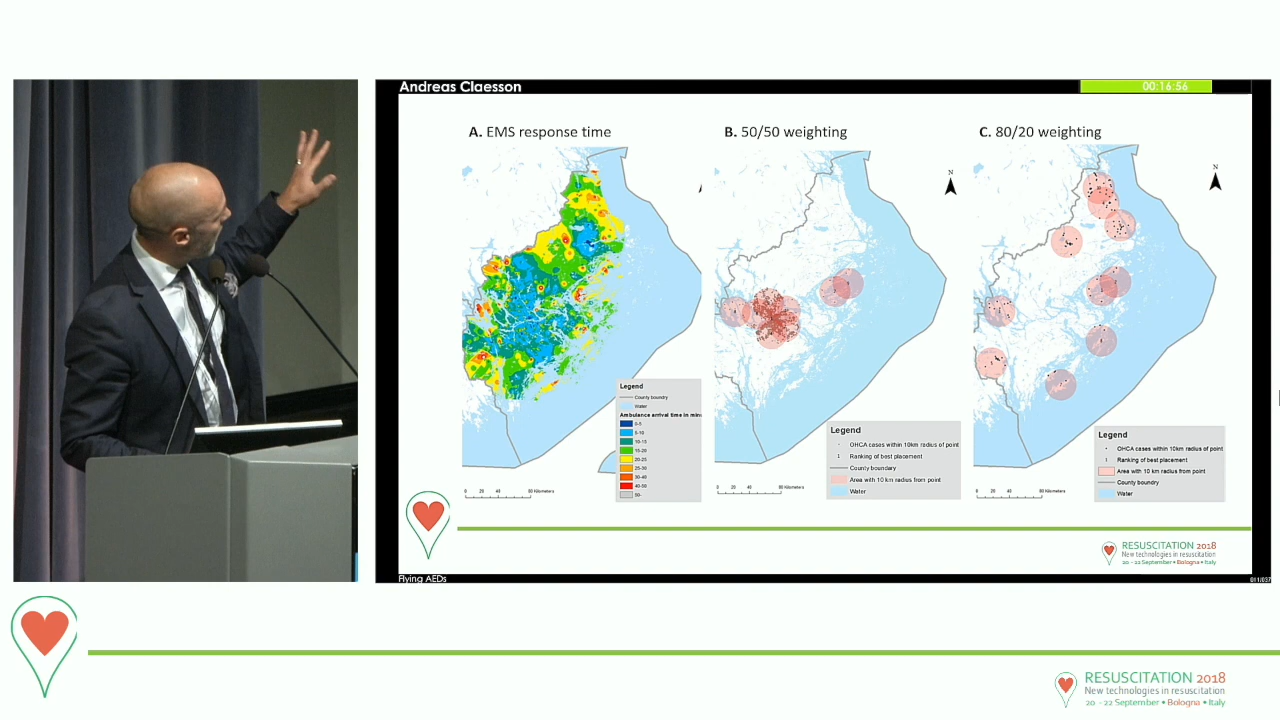 Andreas Claesson
00:16:56
A. EMS response time
B. 50/50 weighting
C. 80/20 weighting
N
N
Legend
County boundry
Water
Ambulance arrival time in min
0-5
5-10
10-15
15-20
20-25
25-30
30-40
40-50
50-
0 20 40 80 Kilometers
Legend
OHCA cases within 10km radius of point
1 Ranking of best placement
County boundary
Area with 10 km radius from point
Water
0 20 40 80 Kilometers
Legend
OHCA cases within 10km radius of point
1 Ranking of best placement
Area with 10 km radius from point
County boundry
Water
0 20 40 80 Kilometers
RESUSCITATION 2018
New technologies in resuscitation
20 - 22 September • Bologna • Italy
Flying AEDs
011/037
RESUSCITATION 2018
New technologies in resuscitation
20 - 22 September • Bologna • Italy